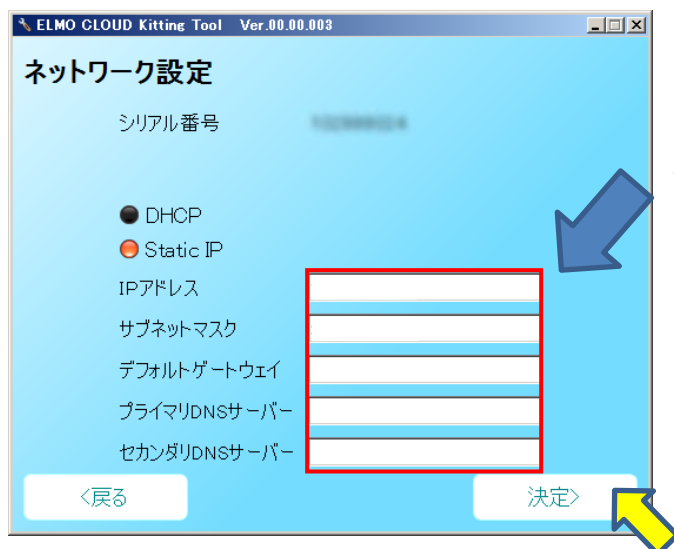 ELMO CLOUD Kitting Tool Ver.00.00.003
ネットワーク設定
シリアル番号
DHCP
Static IP
IPアドレス
サブネットマスク
デフォルトゲートウェイ
プライマリDNSサーバー
セカンダリDNSサーバー
<戻る
決定>